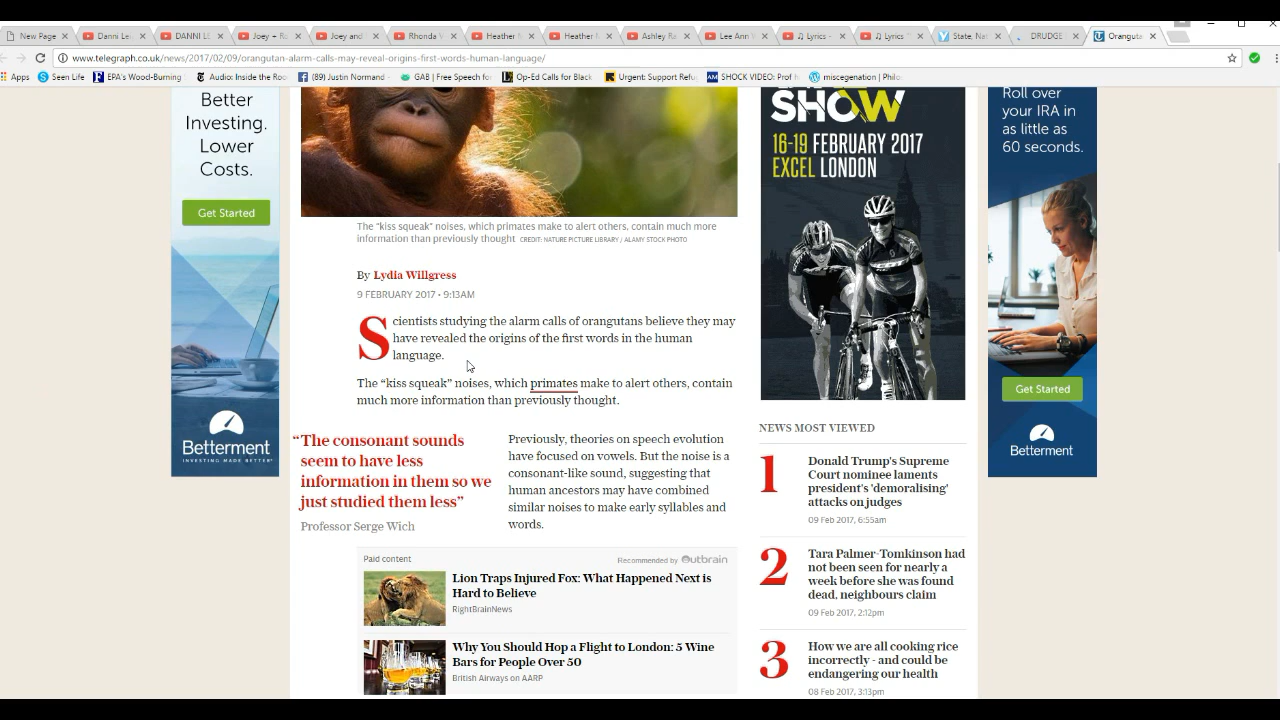 New Page
Danni Lei
DANNI LE
Joey + Ro
Joey and
Rhonda V
Heather
Heather
Ashley Ra
Lee Ann
♫ Lyrics -
♫ Lyrics
State, Na
DRUDGE
Orangutan
www.telegraph.co.uk/news/2017/02/09/orangutan-alarm-calls-may-reveal-origins-first-words-human-language/
Apps
Seen Life
EPA's Wood-Burning
Audio: Inside the Roo
(89) Justin Normand -
GAB | Free Speech fo
Op-Ed Calls for Black
Urgent: Support Refu
SHOCK VIDEO: Prof
miscegenation | Philo
Better
Investing.
Lower
Costs.
Get Started
Betterment
INVESTING MADE BETTER
The “kiss squeak” noises, which primates make to alert others, contain much more
information than previously thought CREDIT: NATURE PICTURE LIBRARY / ALAMY STOCK PHOTO
By Lydia Willgress
9 FEBRUARY 2017 • 9:13AM
Scientists studying the alarm calls of orangutans believe they may
have revealed the origins of the first words in the human
language.
The “kiss squeak” noises, which primates make to alert others, contain
much more information than previously thought.
“The consonant sounds
seem to have less
information in them so we
just studied them less”
Professor Serge Wich
Previously, theories on speech evolution
have focused on vowels. But the noise is a
consonant-like sound, suggesting that
human ancestors may have combined
similar noises to make early syllables and
words.
Paid content
Recommended by Outbrain
Lion Traps Injured Fox: What Happened Next is
Hard to Believe
RightBrainNews
Why You Should Hop a Flight to London: 5 Wine
Bars for People Over 50
British Airways on AARP
SHOW
16-19 FEBRUARY 2017
EXCEL LONDON
NEWS MOST VIEWED
1
Donald Trump's Supreme
Court nominee laments
president's 'demoralising'
attacks on judges
09 Feb 2017, 6:55am
2
Tara Palmer-Tomkinson had
not been seen for nearly a
week before she was found
dead, neighbours claim
09 Feb 2017, 2:12pm
3
How we are all cooking rice
incorrectly - and could be
endangering our health
08 Feb 2017, 3:13pm
Roll over
your IRA in
as little as
60 seconds.
Get Started
Betterment